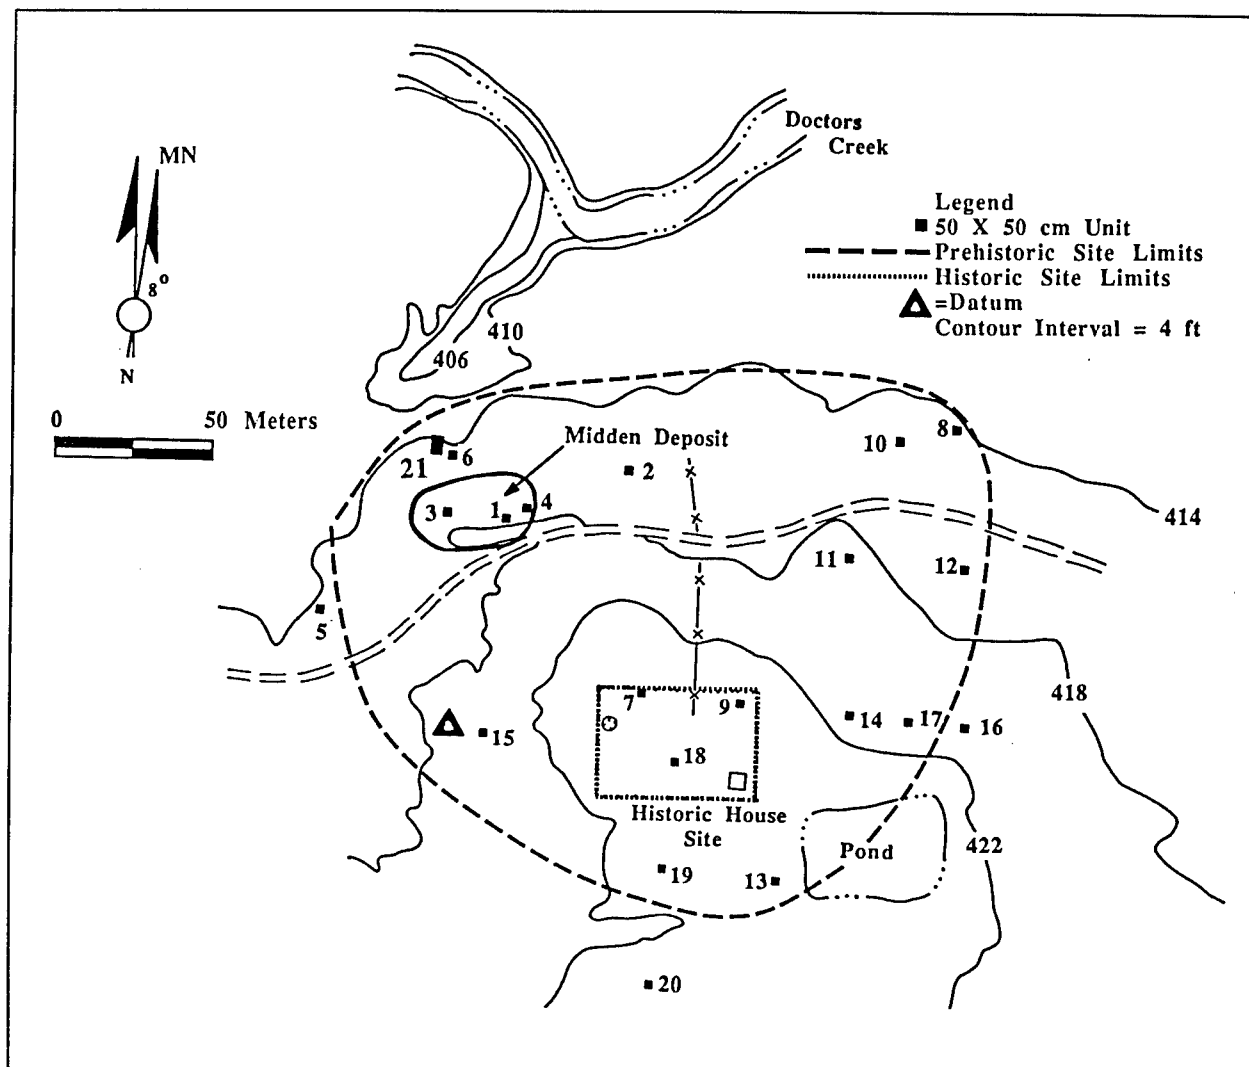 Doctors
Creek
MN
8°
N
Legend
50 X 50 cm Unit
Prehistoric Site Limits
Historic Site Limits
=Datum
Contour Interval = 4 ft
410
406
0 50 Meters
Midden Deposit
10
8
21
6
2
3
1
4
414
11
12
5
418
7
9
14
17
16
15
18
Historic House
Site
Pond
422
19
13
20